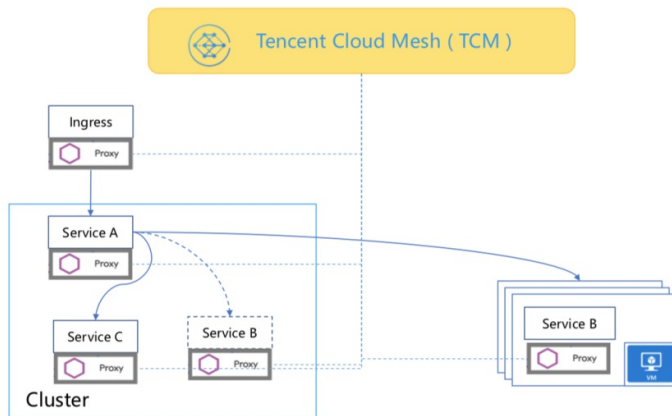 Tencent Cloud Mesh ( TCM )
Ingress
Proxy
Service A
Proxy
Service C
Proxy
Service B
Proxy
Service B
Proxy
VM
Cluster